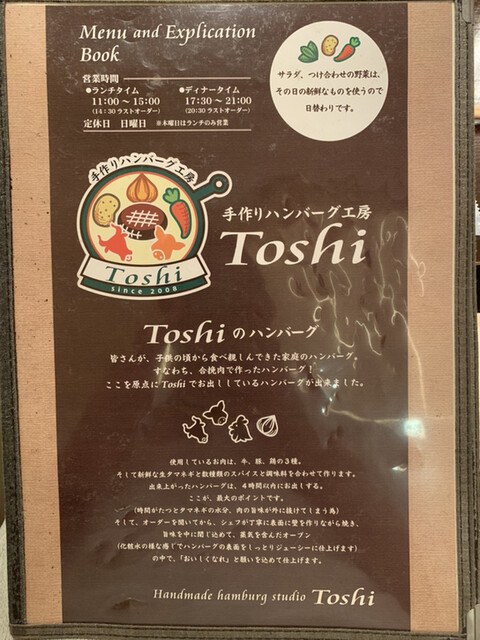 Menu and Explication
Book
営業時間
●ランチタイム ●ディナータイム
11:00〜15:00 17:30〜21:00
(14:30 ラストオーダー) (20:30 ラストオーダー)
定休日 日曜日 ※木曜日はランチのみ営業
サラダ、つけ合わせの野菜は、
その日の新鮮なものを使うので
日替わりです。
手作りハンバーグ工房
Toshi
since 2008
手作りハンバーグ工房
Toshi
Toshiのハンバーグ
皆さんが、子供の頃から食べ親しんできた家庭のハンバーグ。
すなわち、合挽肉で作ったハンバーグ！
ここを原点にToshiでお出ししているハンバーグが出来ました。
使用しているお肉は、牛、豚、鶏の3種。
そして新鮮な生タマネギと数種類のスパイスと調味料を合わせて作ります。
出来上がったハンバーグは、4時間以内にお出しする。
ここが、最大のポイントです。
(時間がたつとタマネギの水分、肉の旨味が外に抜けてしまう為)
そして、オーダーを聞いてから、シェフが丁寧に表面に壁を作りながら焼き、
旨味を中に閉じ込めて、蒸気を含んだオーブン
(化粧水の様な感じでハンバーグの表面をしっとりジューシーに仕上げます)
の中で、「おいしくなれ」と願いを込めて仕上げます。
Handmade hamburg studio Toshi